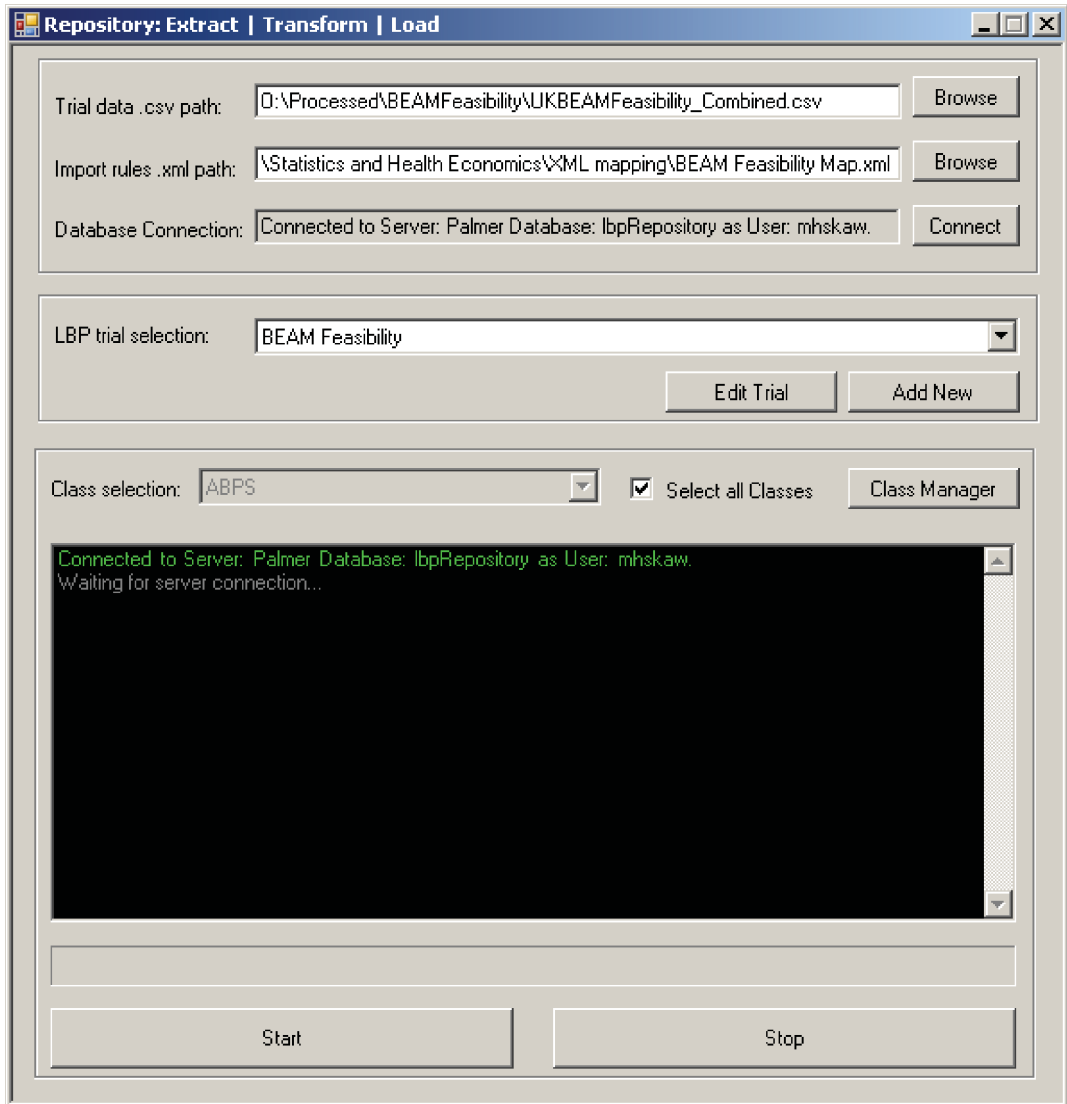 Repository: Extract | Transform | Load
Trial data .csv path: O:\Processed\BEAMFeasibility\UKBEAMFeasibility_Combined.csv Browse
Import rules .xml path: \Statistics and Health Economics\XML mapping\BEAM Feasibility Map.xml Browse
Database Connection: Connected to Server: Palmer Database: lbpRepository as User: mhskaw. Connect
LBP trial selection: BEAM Feasibility
Edit Trial Add New
Class selection: ABPS Select all Classes Class Manager
Connected to Server: Palmer Database: lbpRepository as User: mhskaw.
Waiting for server connection...
Start Stop